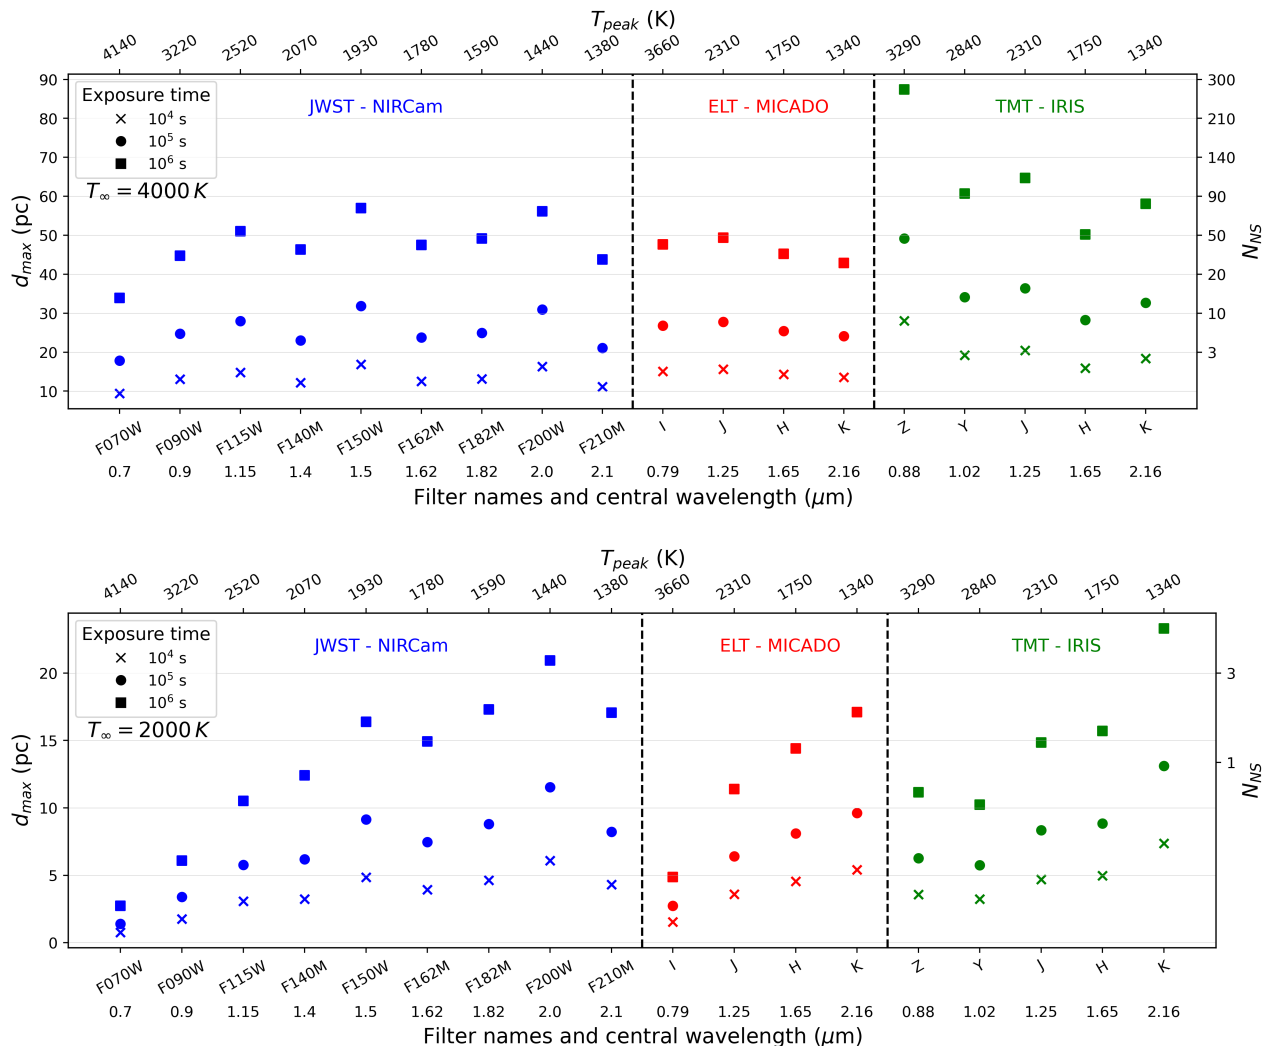 T_peak (K)
4140 3220 2520 2070 1930 1780 1590 1440 1380 3660 2310 1750 1340 3290 2840 2310 1750 1340
90 80 70 60 50 40 30 20 10
d_max (pc)
Exposure time
10^4 s
10^5 s
10^6 s
T_∞ = 4000 K
JWST - NIRCam
ELT - MICADO
TMT - IRIS
300 210 140 90 50 20 10 3
N_NS
F070W F090W F115W F140M F150W F162M F182M F200W F210M I J H K Z Y J H K
0.7 0.9 1.15 1.4 1.5 1.62 1.82 2.0 2.1 0.79 1.25 1.65 2.16 0.88 1.02 1.25 1.65 2.16
Filter names and central wavelength (μm)
T_peak (K)
4140 3220 2520 2070 1930 1780 1590 1440 1380 3660 2310 1750 1340 3290 2840 2310 1750 1340
20 15 10 5 0
d_max (pc)
Exposure time
10^4 s
10^5 s
10^6 s
T_∞ = 2000 K
JWST - NIRCam
ELT - MICADO
TMT - IRIS
3 1
N_NS
F070W F090W F115W F140M F150W F162M F182M F200W F210M I J H K Z Y J H K
0.7 0.9 1.15 1.4 1.5 1.62 1.82 2.0 2.1 0.79 1.25 1.65 2.16 0.88 1.02 1.25 1.65 2.16
Filter names and central wavelength (μm)